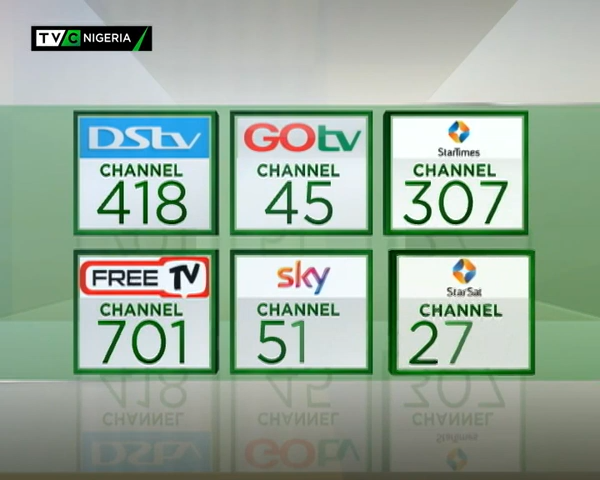 TVC NIGERIA
DStv
CHANNEL
418
GOtv
CHANNEL
45
StarTimes
CHANNEL
307
FREE TV
CHANNEL
701
sky
CHANNEL
51
StarSat
CHANNEL
27